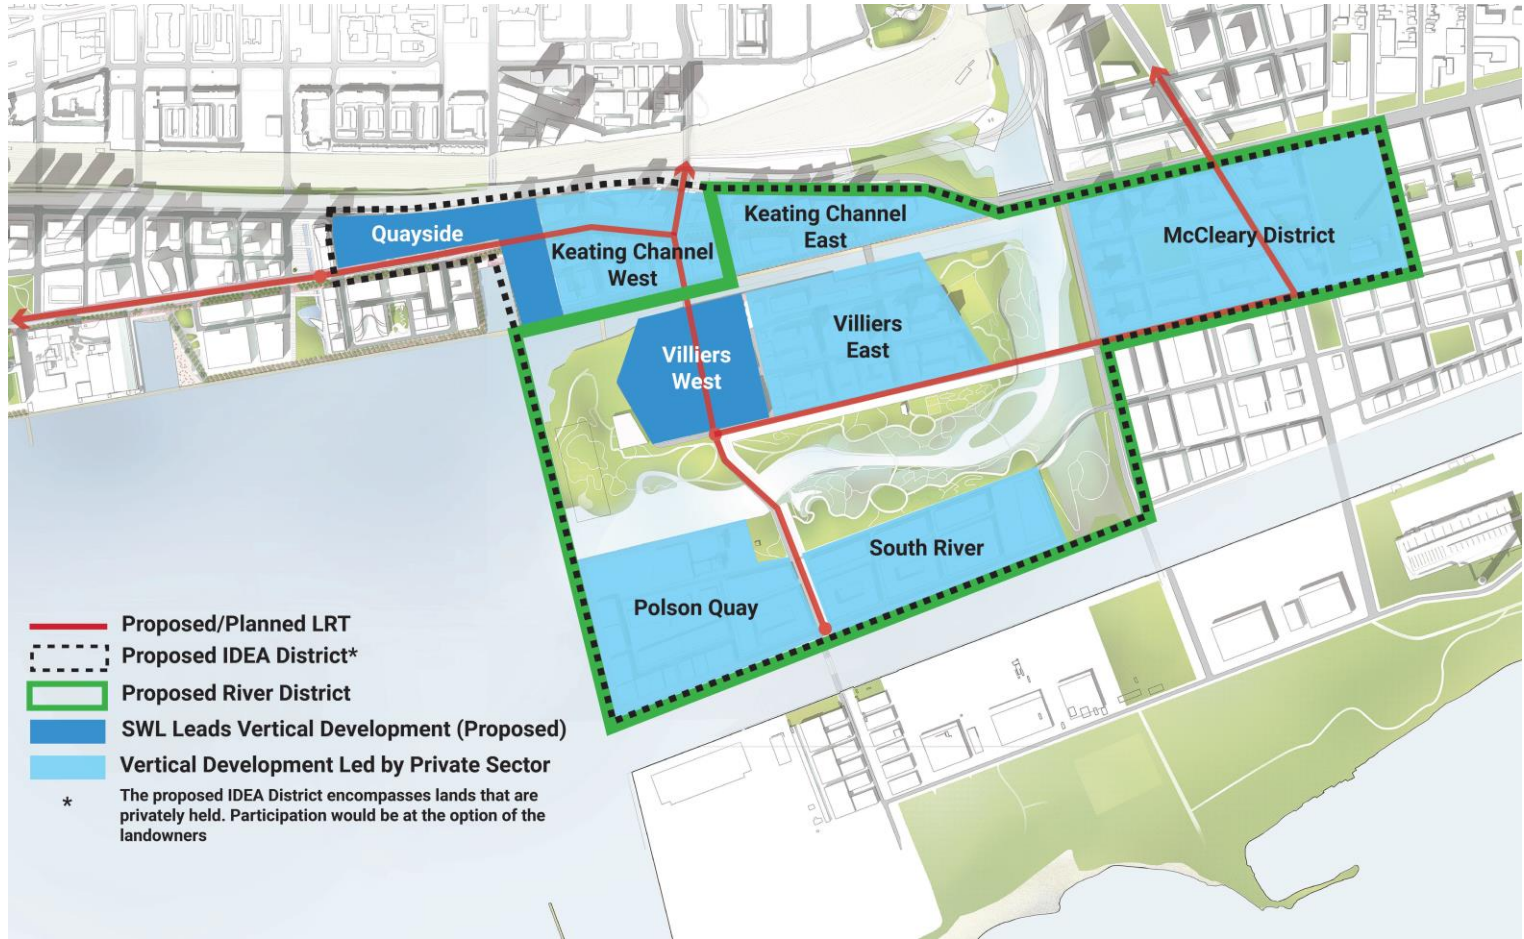 Quayside
Keating Channel
West
Keating Channel
East
McCleary District
Villiers
West
Villiers
East
South River
Polson Quay
Proposed/Planned LRT
Proposed IDEA District*
Proposed River District
SWL Leads Vertical Development (Proposed)
Vertical Development Led by Private Sector
* The proposed IDEA District encompasses lands that are
privately held. Participation would be at the option of the
landowners